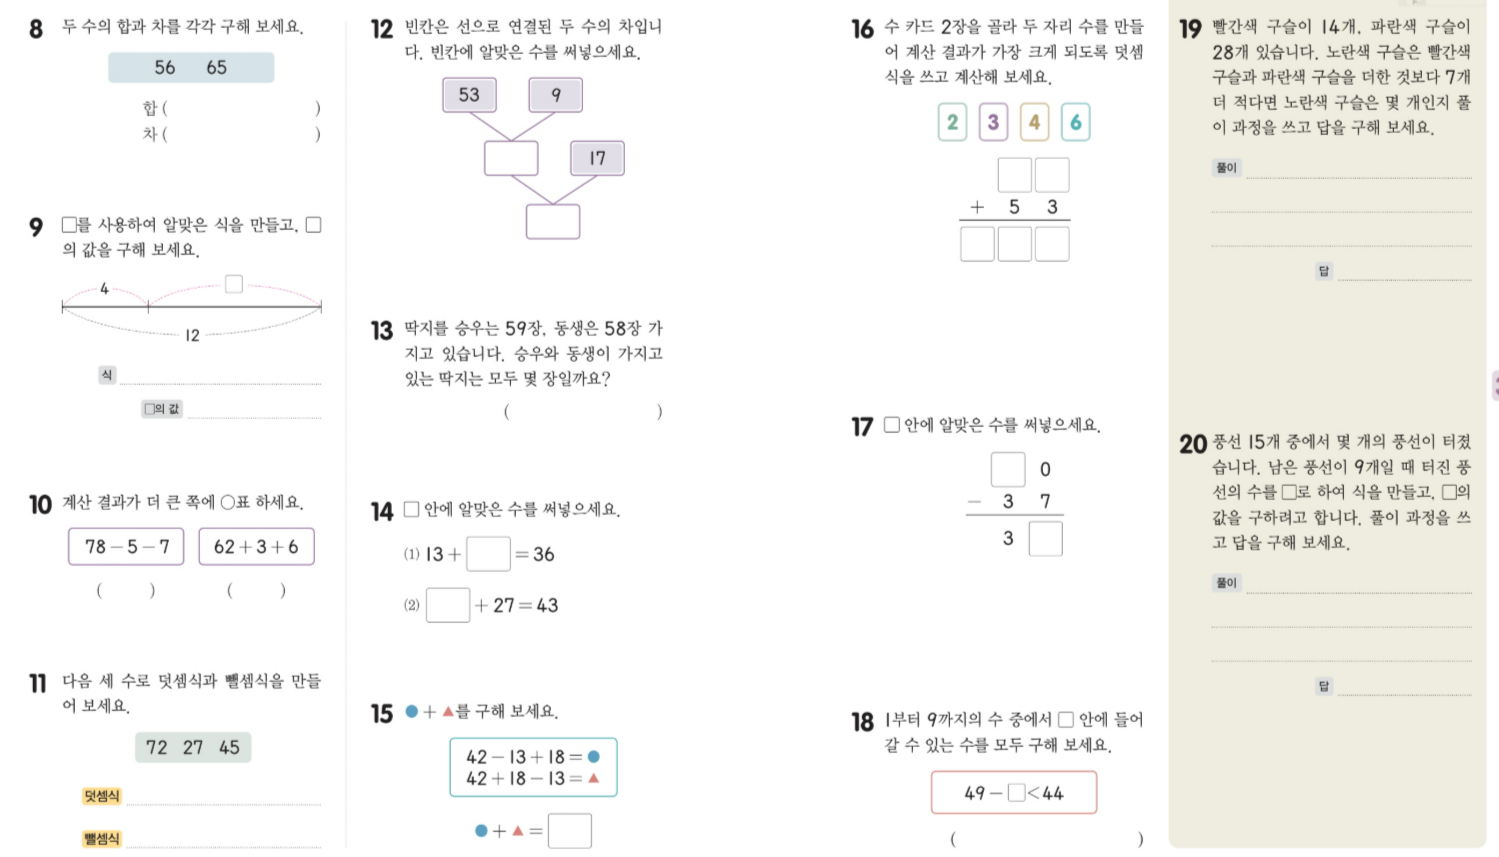 8 두 수의 합과 차를 각각 구해 보세요.
56 65
합 ( )
차 ( )
9 □를 사용하여 알맞은 식을 만들고, □
의 값을 구해 보세요.
4 □
12
식
□의 값
10 계산 결과가 더 큰 쪽에 ○표 하세요.
78-5-7 62+3+6
( ) ( )
11 다음 세 수로 덧셈식과 뺄셈식을 만들
어 보세요.
72 27 45
덧셈식
뺄셈식
12 빈칸은 선으로 연결된 두 수의 차입니
다. 빈칸에 알맞은 수를 써넣으세요.
53 9
17
13 딱지를 승우는 59장, 동생은 58장 가
지고 있습니다. 승우와 동생이 가지고
있는 딱지는 모두 몇 장일까요?
( )
14 □ 안에 알맞은 수를 써넣으세요.
(1) 13+□=36
(2) □+27=43
15 ●+▲를 구해 보세요.
42-13+18=●
42+18-13=▲
●+▲=□
16 수 카드 2장을 골라 두 자리 수를 만들
어 계산 결과가 가장 크게 되도록 덧셈
식을 쓰고 계산해 보세요.
2 3 4 6
□□
+ 5 3
□□□
17 □ 안에 알맞은 수를 써넣으세요.
□ 0
- 3 7
3 □
18 1부터 9까지의 수 중에서 □ 안에 들어
갈 수 있는 수를 모두 구해 보세요.
49-□<44
( )
19 빨간색 구슬이 14개, 파란색 구슬이
28개 있습니다. 노란색 구슬은 빨간색
구슬과 파란색 구슬을 더한 것보다 7개
더 적다면 노란색 구슬은 몇 개인지 풀
이 과정을 쓰고 답을 구해 보세요.
풀이
답
20 풍선 15개 중에서 몇 개의 풍선이 터졌
습니다. 남은 풍선이 9개일 때 터진 풍
선의 수를 □로 하여 식을 만들고, □의
값을 구하려고 합니다. 풀이 과정을 쓰
고 답을 구해 보세요.
풀이
답